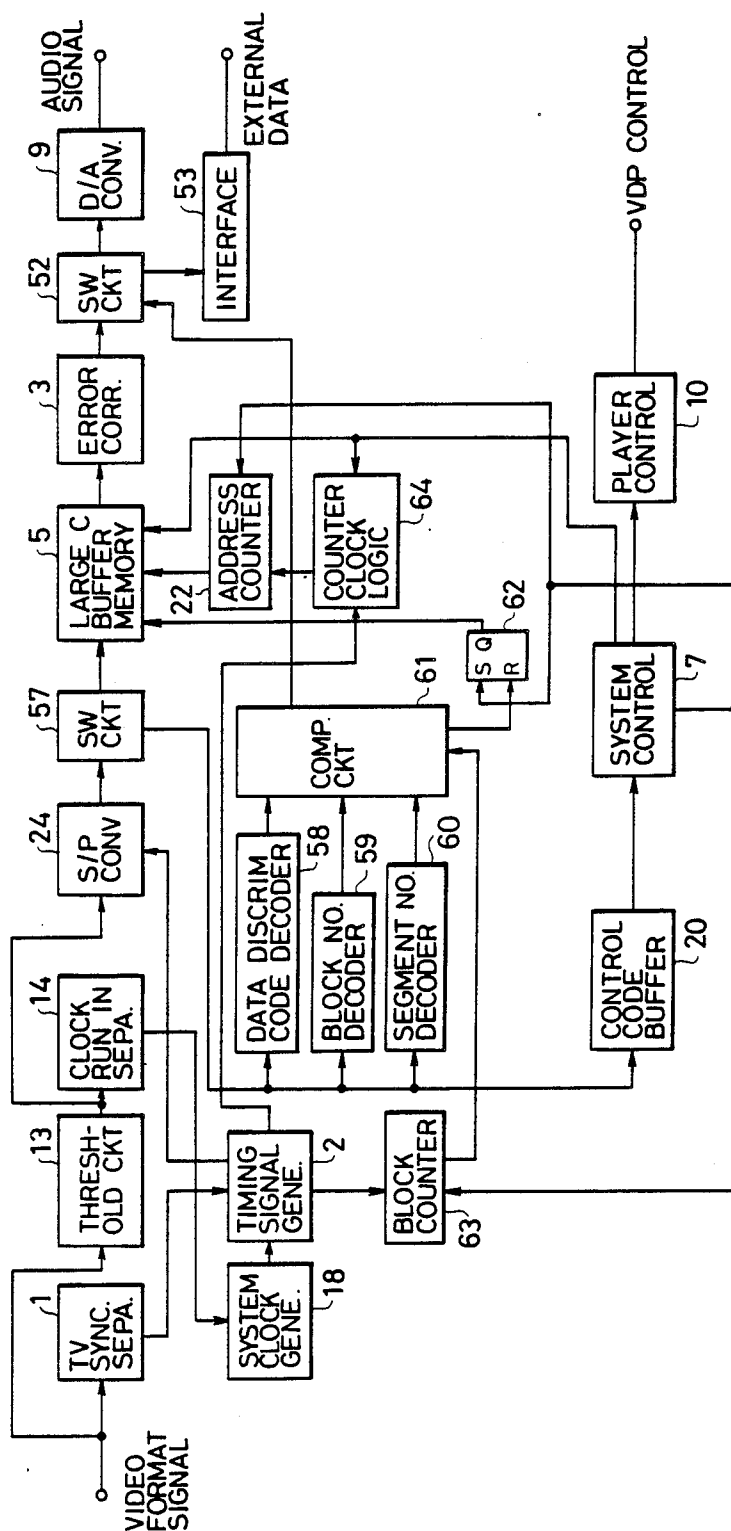 VIDEO
FORMAT
SIGNAL
1
TV
SYNC.
SEPA.
13
THRESH-
OLD CKT
14
CLOCK
RUN IN
SEPA.
24
S/P
CONV
57
SW
CKT
5
LARGE C
BUFFER
MEMORY
3
ERROR
CORR.
52
SW
CKT
9
D/A
CONV.
AUDIO
SIGNAL
53
INTERFACE
EXTERNAL
DATA
18
SYSTEM
CLOCK
GENE.
2
TIMING
SIGNAL
GENE.
63
BLOCK
COUNTER
58
DATA DISCRIM
CODE DECODER
59
BLOCK NO.
DECODER
60
SEGMENT NO.
DECODER
61
COMP.
CKT
62
S Q
R
22
ADDRESS
COUNTER
64
COUNTER
CLOCK
LOGIC
20
CONTROL
CODE
BUFFER
7
SYSTEM
CONTROL
10
PLAYER
CONTROL
VDP CONTROL